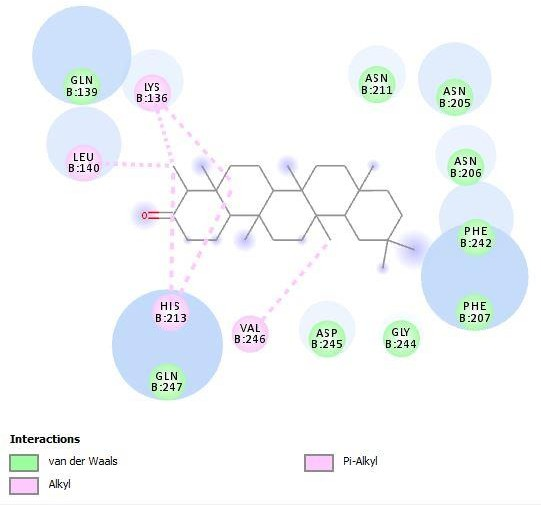 GLN
B:139
LYS
B:136
ASN
B:211
ASN
B:205
LEU
B:140
ASN
B:206
O
PHE
B:242
HIS
B:213
VAL
B:246
ASP
B:245
GLY
B:244
PHE
B:207
GLN
B:247
Interactions
van der Waals
Pi-Alkyl
Alkyl